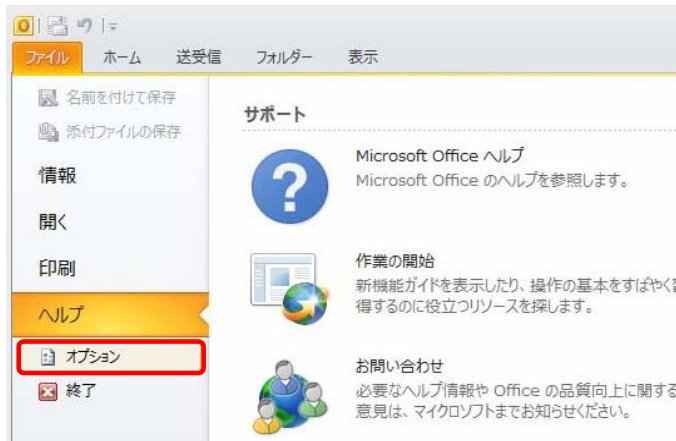 ファイル ホーム 送受信 フォルダー 表示
名前を付けて保存
添付ファイルの保存
情報
開く
印刷
ヘルプ
オプション
終了
サポート
Microsoft Office ヘルプ
Microsoft Office のヘルプを参照します。
作業の開始
新機能ガイドを表示したり、操作の基本をすばやく
得するのに役立つリソースを探します。
お問い合わせ
必要なヘルプ情報や Office の品質向上に関する
意見は、マイクロソフトまでお知らせください。